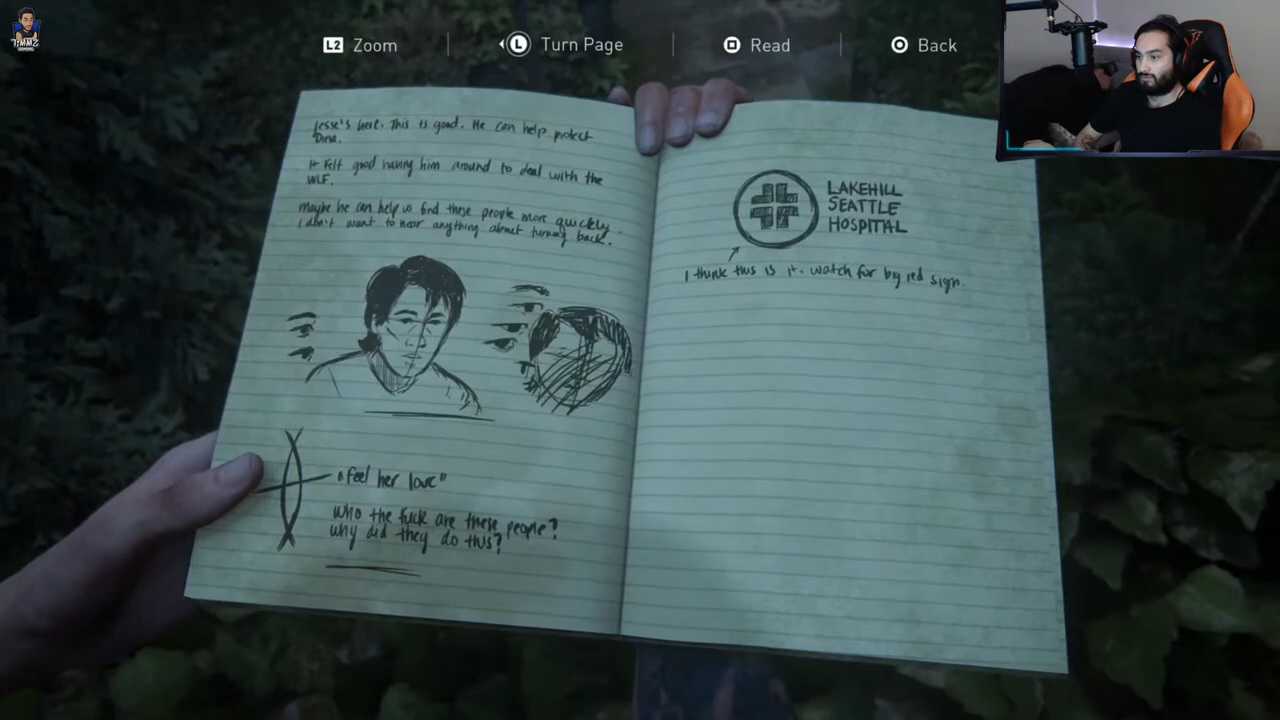 L2 Zoom
L Turn Page
Read
Back
Jesse's here. This is good. He can help protect
Dina.
It felt good having him around to deal with the
WLF.
maybe he can help us find these people more quickly.
I don't want to hear anything about turning back.
"feel her love"
Who the fuck are these people?
why did they do this?
LAKEHILL
SEATTLE
HOSPITAL
I think this is it. watch for big red sign.